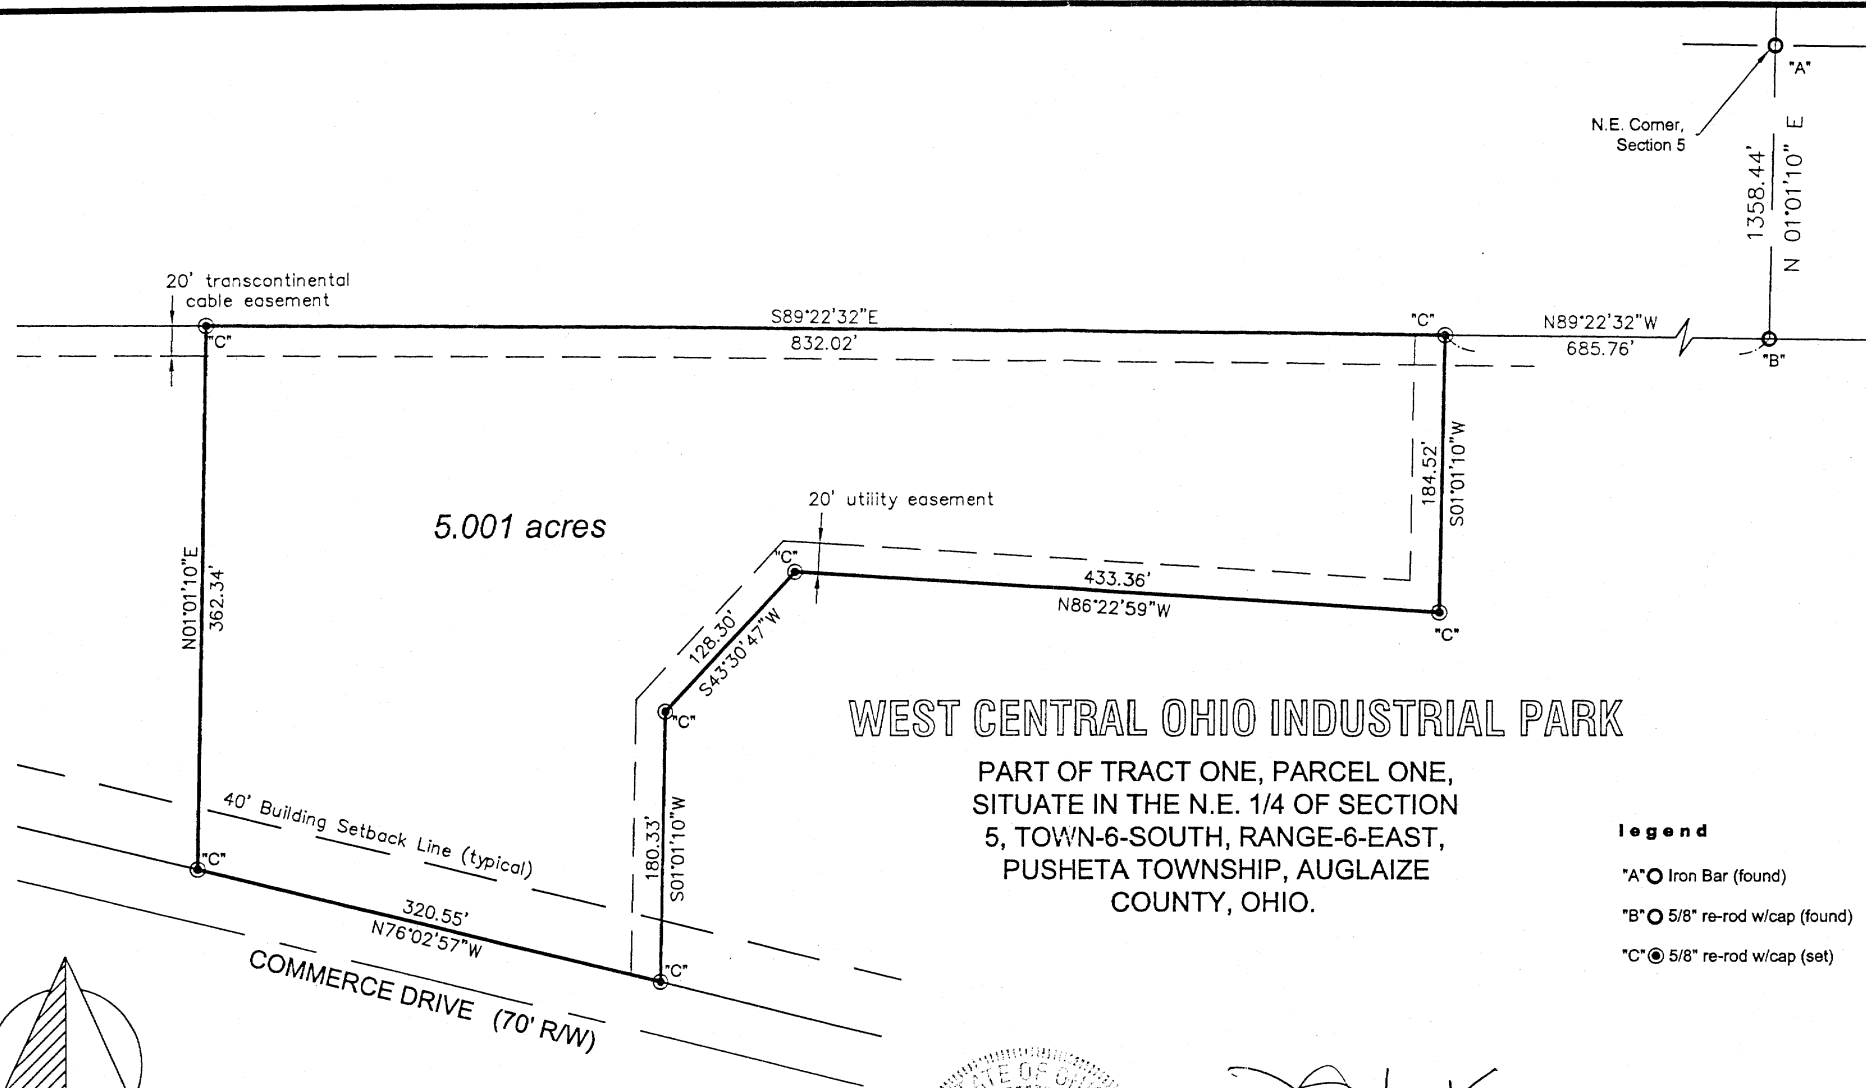 "A"
N.E. Corner,
Section 5
1358.44'
N 01°01'10" E
20' transcontinental
cable easement
"C"
S89°22'32"E
832.02'
"C"
N89°22'32"W
685.76'
"B"
184.52'
S01°01'10"W
20' utility easement
5.001 acres
"C"
433.36'
N86°22'59"W
"C"
N01°01'10"E
362.34'
128.30'
S43°30'47"W
"C"
WEST CENTRAL OHIO INDUSTRIAL PARK
PART OF TRACT ONE, PARCEL ONE,
SITUATE IN THE N.E. 1/4 OF SECTION
5, TOWN-6-SOUTH, RANGE-6-EAST,
PUSHETA TOWNSHIP, AUGLAIZE
COUNTY, OHIO.
40' Building Setback Line (typical)
180.33'
S01°01'10"W
"C"
320.55'
N76°02'57"W
"C"
COMMERCE DRIVE (70' R/W)
legend
"A" Iron Bar (found)
"B" 5/8" re-rod w/cap (found)
"C" 5/8" re-rod w/cap (set)